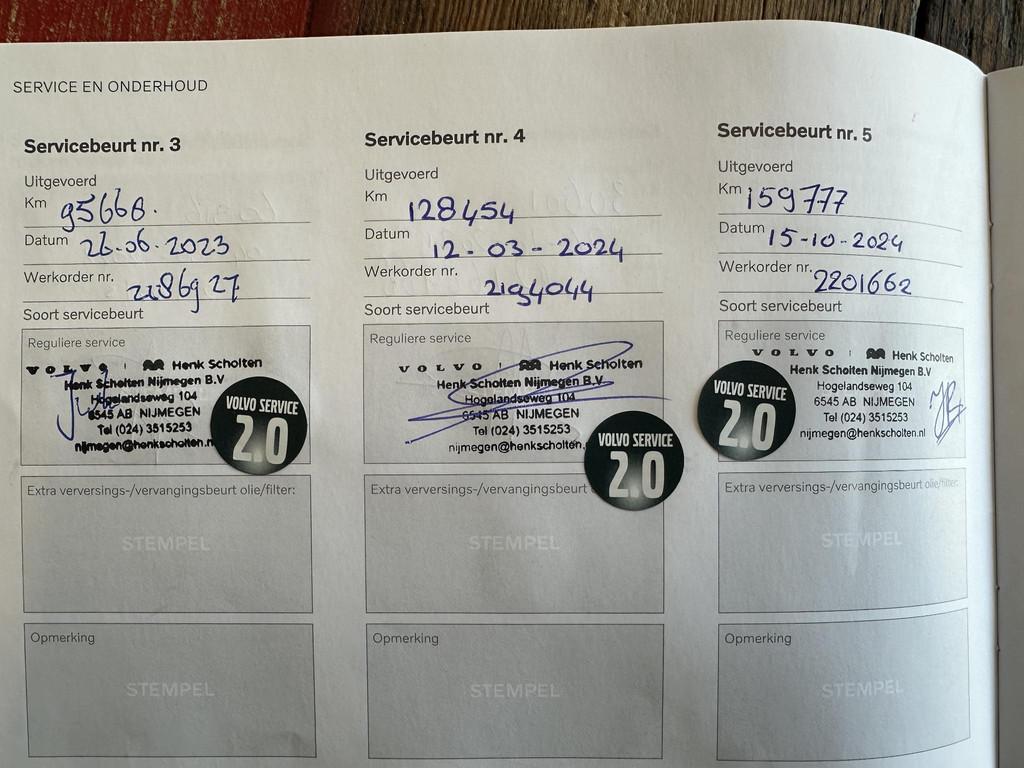 SERVICE EN ONDERHOUD
Servicebeurt nr. 3
Uitgevoerd
Km 95668.
Datum 26.06.2023
Werkorder nr. 2186927
Soort servicebeurt
Reguliere service
VOLVO Henk Scholten
Henk Scholten Nijmegen B.V
Hogelandseweg 104
6545 AB NIJMEGEN
Tel (024) 3515253
nijmegen@henkscholten.n
VOLVO SERVICE
2.0
Extra verversings-/vervangingsbeurt olie/filter:
STEMPEL
Opmerking
STEMPEL
Servicebeurt nr. 4
Uitgevoerd
Km 128454
Datum 12-03-2024
Werkorder nr. 2194044
Soort servicebeurt
Reguliere service
VOLVO Henk Scholten
Henk Scholten Nijmegen B.V
Hogelandseweg 104
6545 AB NIJMEGEN
Tel (024) 3515253
nijmegen@henkscholten.
VOLVO SERVICE
2.0
Extra verversings-/vervangingsbeurt
STEMPEL
Opmerking
STEMPEL
Servicebeurt nr. 5
Uitgevoerd
Km 159777
Datum 15-10-2024
Werkorder nr. 2201662
Soort servicebeurt
Reguliere service
VOLVO Henk Scholten
Henk Scholten Nijmegen B.V
Hogelandseweg 104
6545 AB NIJMEGEN
Tel (024) 3515253
nijmegen@henkscholten.nl
VOLVO SERVICE
2.0
Extra verversings-/vervangingsbeurt olie/filter:
STEMPEL
Opmerking
STEMPEL